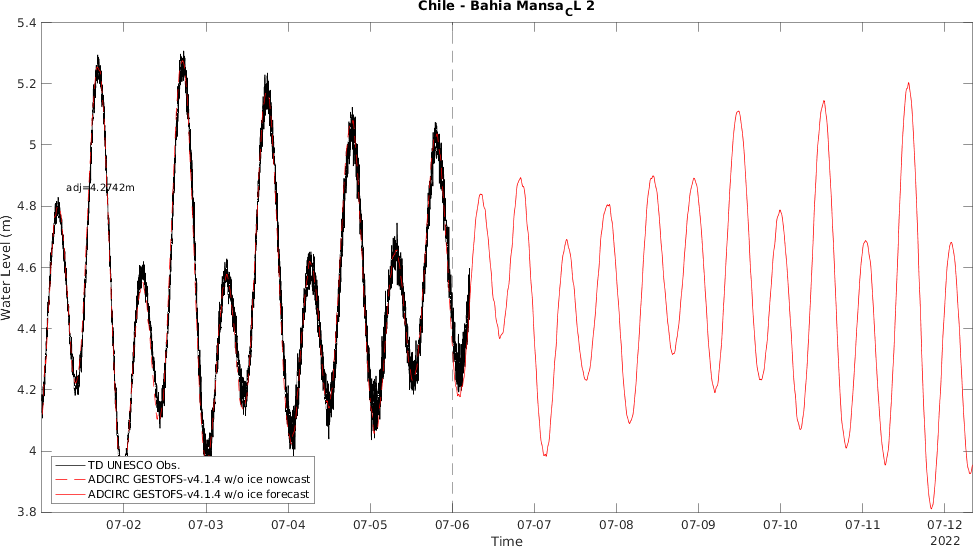 Chile - Bahia MansaCL 2
5.4
5.2
5
4.8
4.6
4.4
4.2
4
3.8
Water Level (m)
adj=4.2742m
TD UNESCO Obs.
ADCIRC GESTOFS-v4.1.4 w/o ice nowcast
ADCIRC GESTOFS-v4.1.4 w/o ice forecast
07-02 07-03 07-04 07-05 07-06 07-07 07-08 07-09 07-10 07-11 07-12
Time
2022